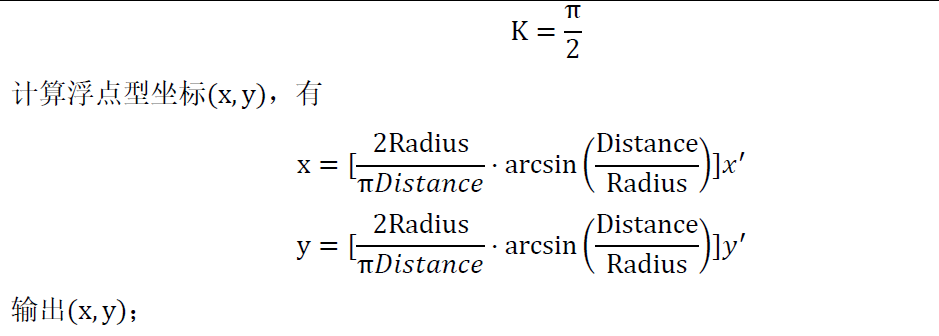 K = π/2
计算浮点型坐标(x, y)，有
x = [2Radius/πDistance · arcsin(Distance/Radius)]x′
y = [2Radius/πDistance · arcsin(Distance/Radius)]y′
输出(x, y)；